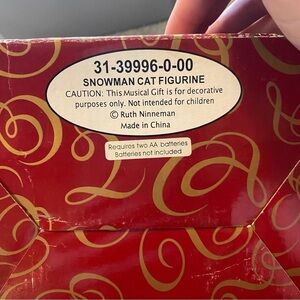 31-39996-0-00
SNOWMAN CAT FIGURINE
CAUTION: This Musical Gift is for decorative
purposes only. Not intended for children
© Ruth Ninneman
Made in China
Requires two AA batteries
Batteries not included